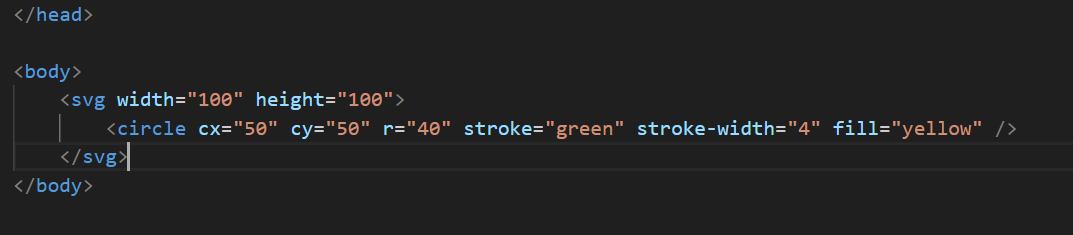 </head>
<body>
<svg width="100" height="100">
<circle cx="50" cy="50" r="40" stroke="green" stroke-width="4" fill="yellow" />
</svg>
</body>